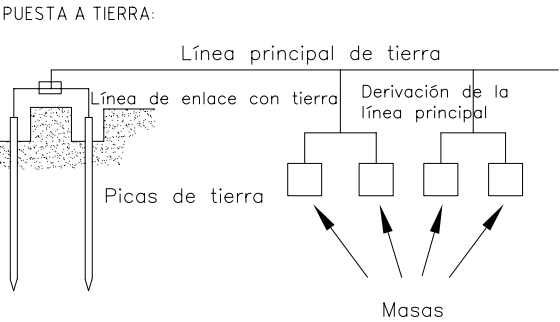 PUESTA A TIERRA:
Línea principal de tierra
Línea de enlace con tierra
Derivación de la
línea principal
Picas de tierra
Masas